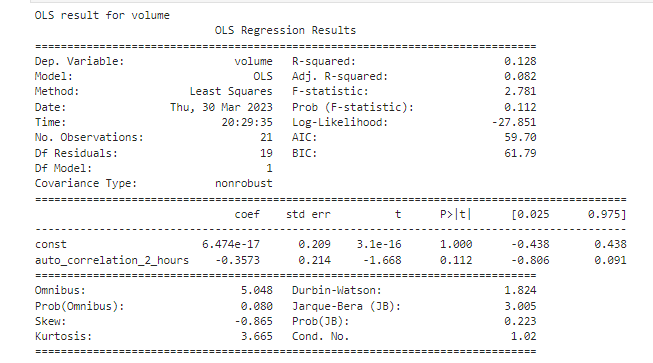 OLS result for volume
OLS Regression Results
==============================================================================
Dep. Variable: volume R-squared: 0.128
Model: OLS Adj. R-squared: 0.082
Method: Least Squares F-statistic: 2.781
Date: Thu, 30 Mar 2023 Prob (F-statistic): 0.112
Time: 20:29:35 Log-Likelihood: -27.851
No. Observations: 21 AIC: 59.70
Df Residuals: 19 BIC: 61.79
Df Model: 1
Covariance Type: nonrobust
============================================================================================
coef std err t P>|t| [0.025 0.975]
--------------------------------------------------------------------------------------------
const 6.474e-17 0.209 3.1e-16 1.000 -0.438 0.438
auto_correlation_2_hours -0.3573 0.214 -1.668 0.112 -0.806 0.091
==============================================================================
Omnibus: 5.048 Durbin-Watson: 1.824
Prob(Omnibus): 0.080 Jarque-Bera (JB): 3.005
Skew: -0.865 Prob(JB): 0.223
Kurtosis: 3.665 Cond. No. 1.02
==============================================================================